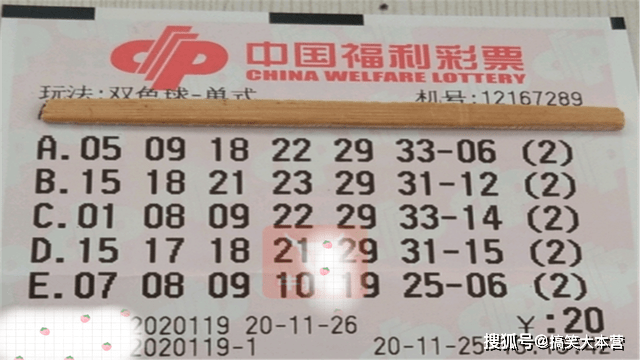 中国福利彩票
CHINA WELFARE LOTTERY
玩法:双色球-单式 机号:12167289
A.05 09 18 22 29 33-06 (2)
B.15 18 21 23 29 31-12 (2)
C.01 08 09 22 29 33-14 (2)
D.15 17 18 21 29 31-15 (2)
E.07 08 09 10 19 25-06 (2)
¥:20
2020119 20-11-26
2020119-1 20-11-25
搜狐号@搞笑大本营